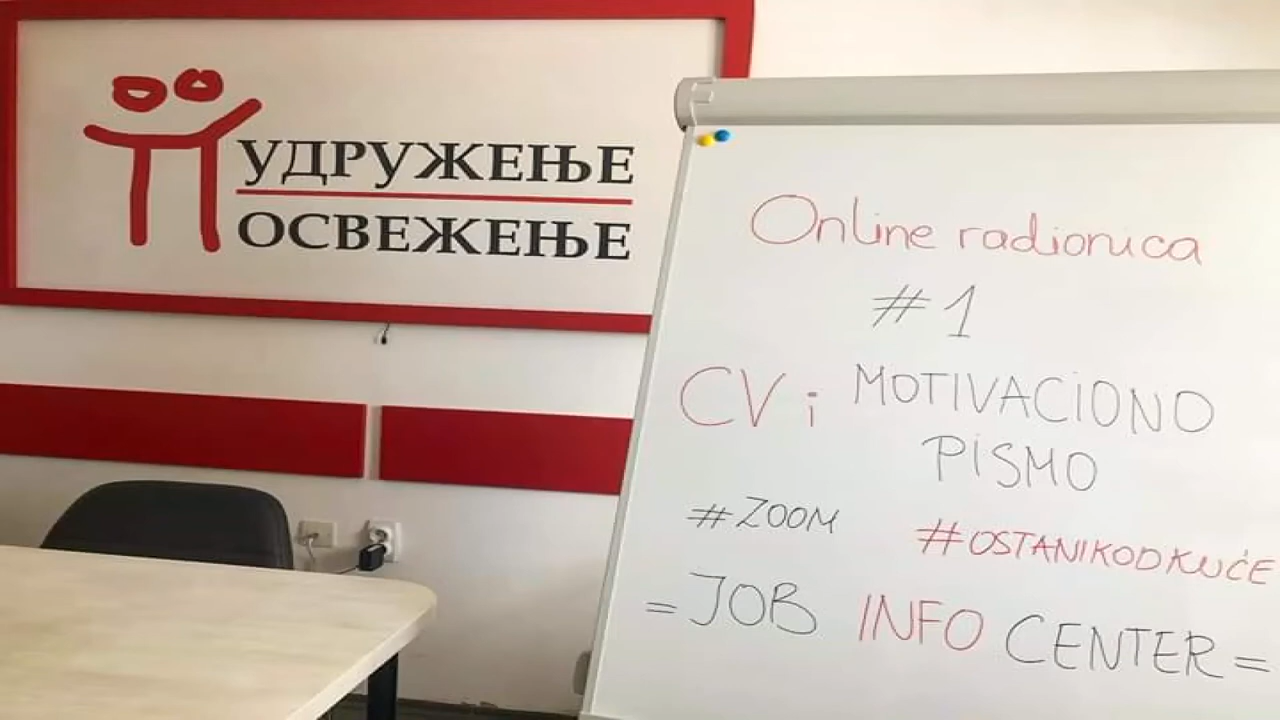 УДРУЖЕЊЕ
ОСВЕЖЕЊЕ
Online radionica
#1
CV i MOTIVACIONO
PISMO
#ZOOM #OSTANIKODKUĆE
= JOB INFO CENTER =